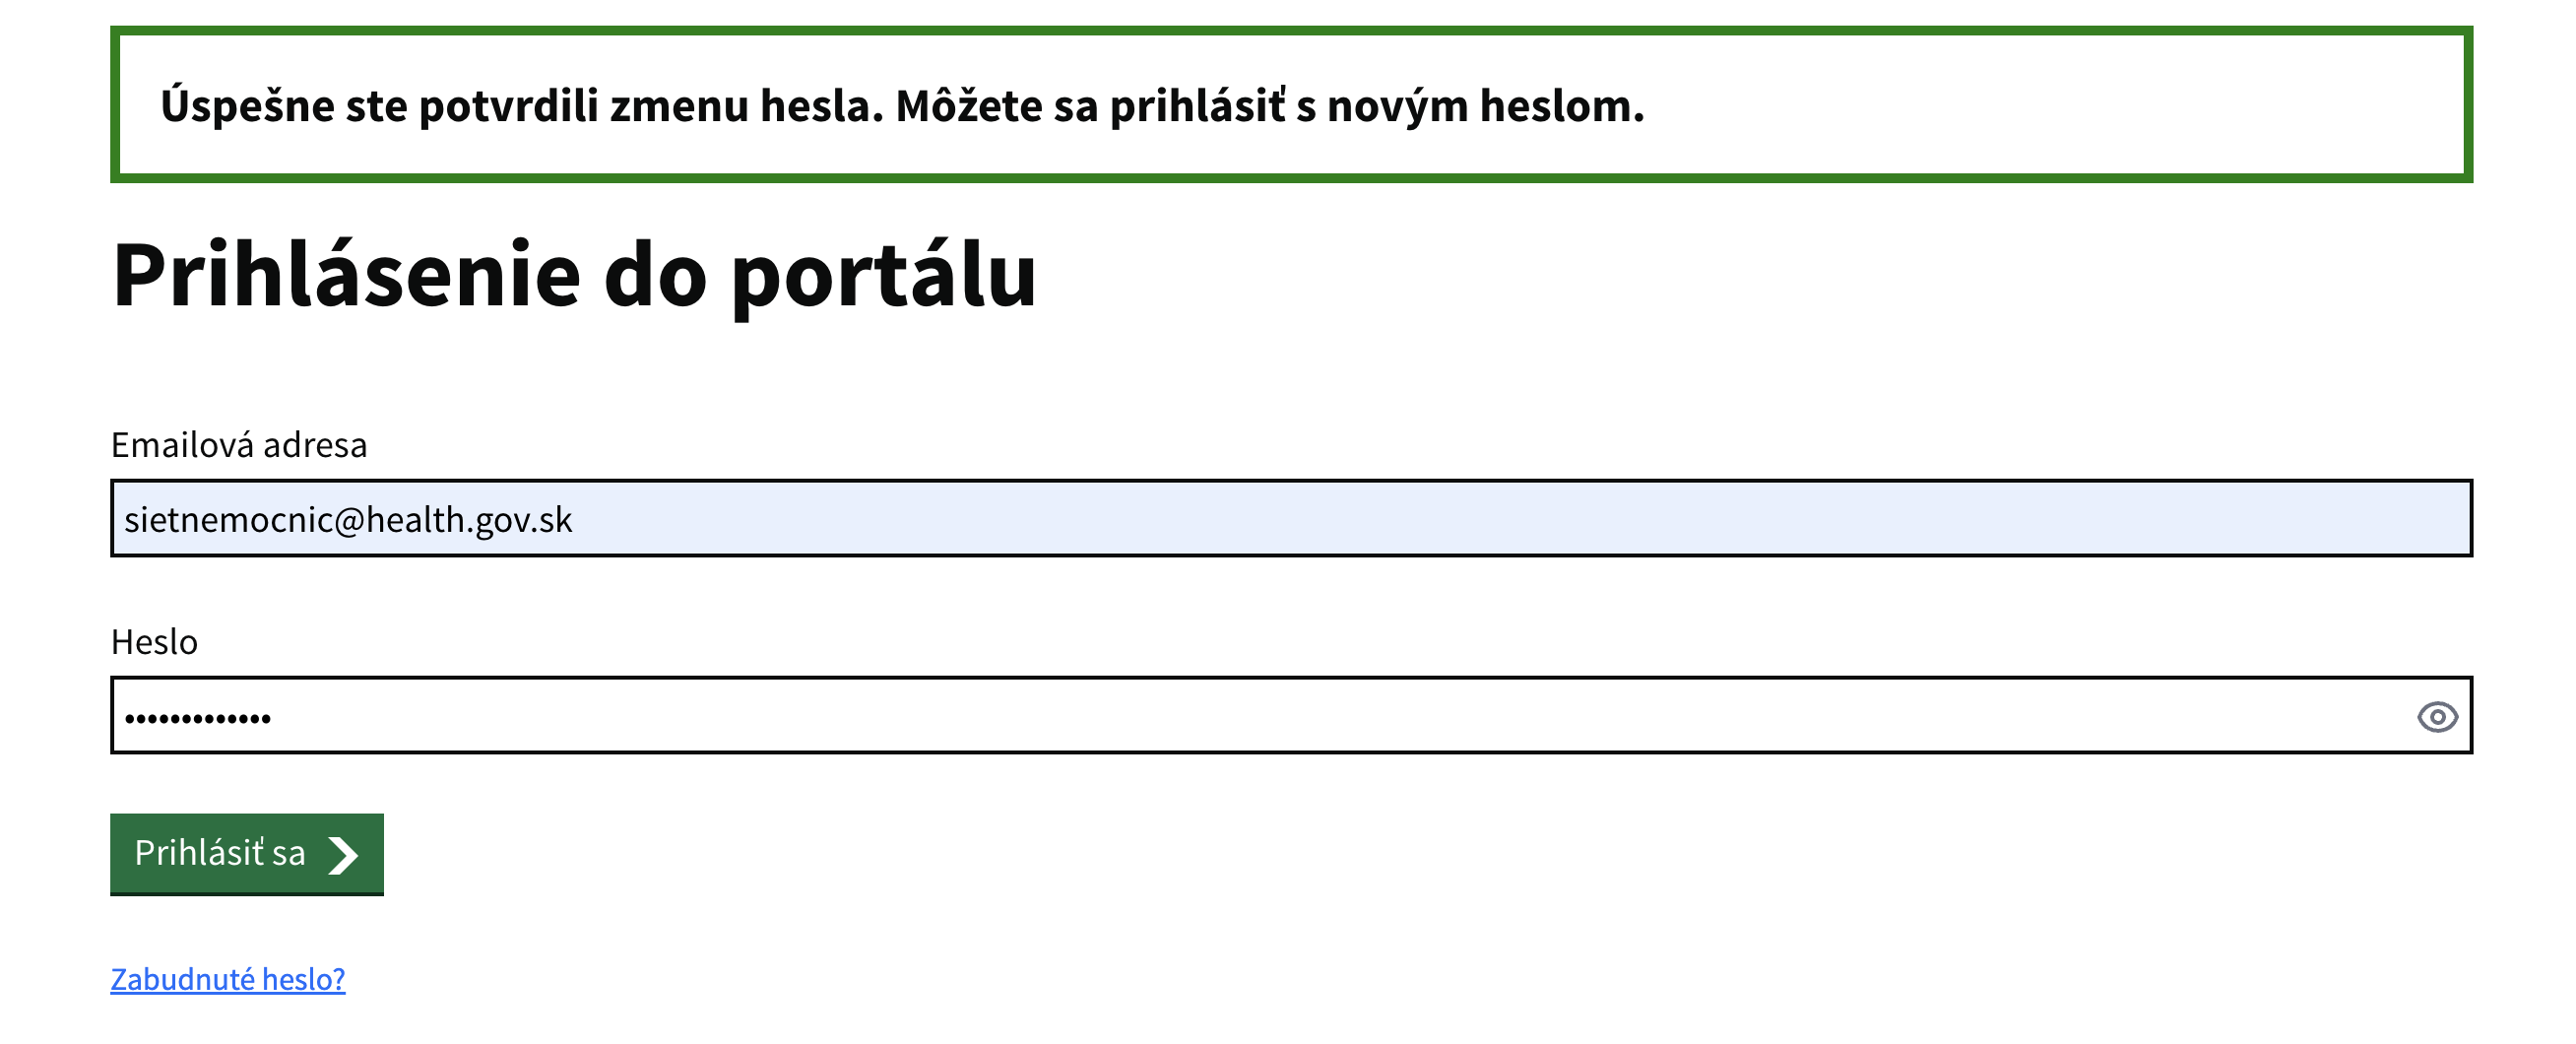 Úspešne ste potvrdili zmenu hesla. Môžete sa prihlásiť s novým heslom.
Prihlásenie do portálu
Emailová adresa
sietnemocnic@health.gov.sk
Heslo
•••••••••••••
Prihlásiť sa
Zabudnuté heslo?